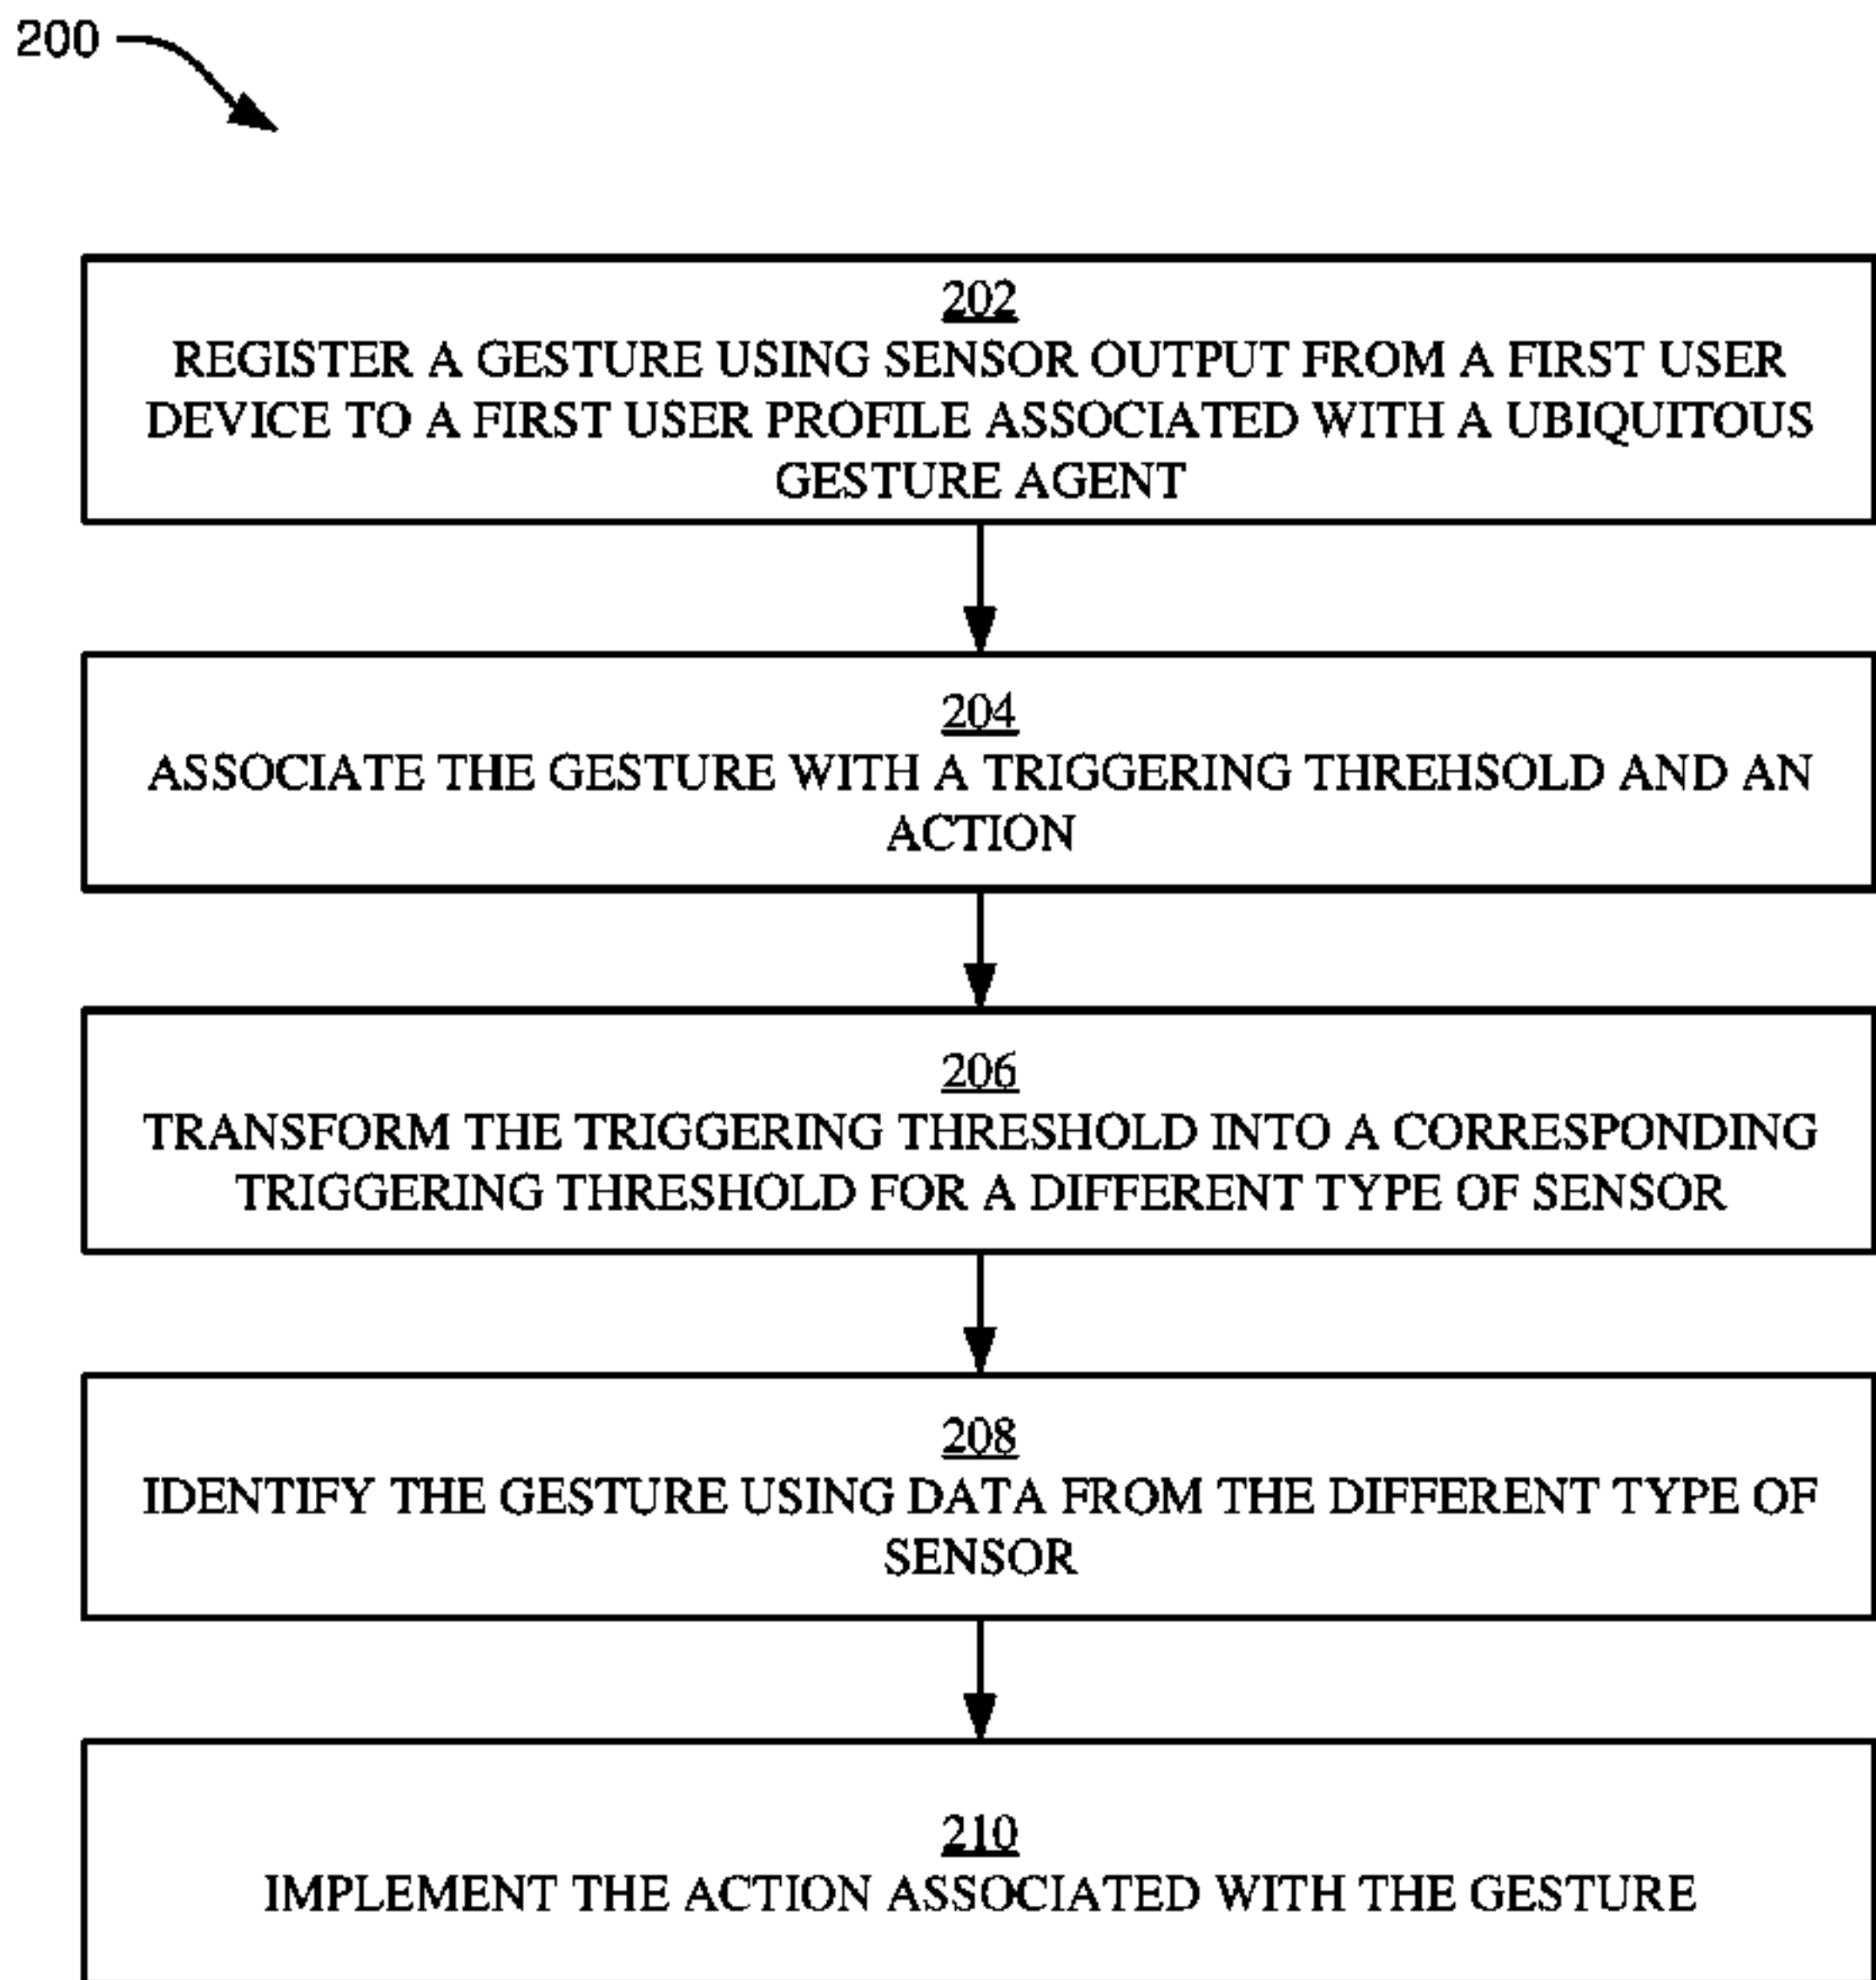 200
202
REGISTER A GESTURE USING SENSOR OUTPUT FROM A FIRST USER
DEVICE TO A FIRST USER PROFILE ASSOCIATED WITH A UBIQUITOUS
GESTURE AGENT
204
ASSOCIATE THE GESTURE WITH A TRIGGERING THREHSOLD AND AN
ACTION
206
TRANSFORM THE TRIGGERING THRESHOLD INTO A CORRESPONDING
TRIGGERING THRESHOLD FOR A DIFFERENT TYPE OF SENSOR
208
IDENTIFY THE GESTURE USING DATA FROM THE DIFFERENT TYPE OF
SENSOR
210
IMPLEMENT THE ACTION ASSOCIATED WITH THE GESTURE